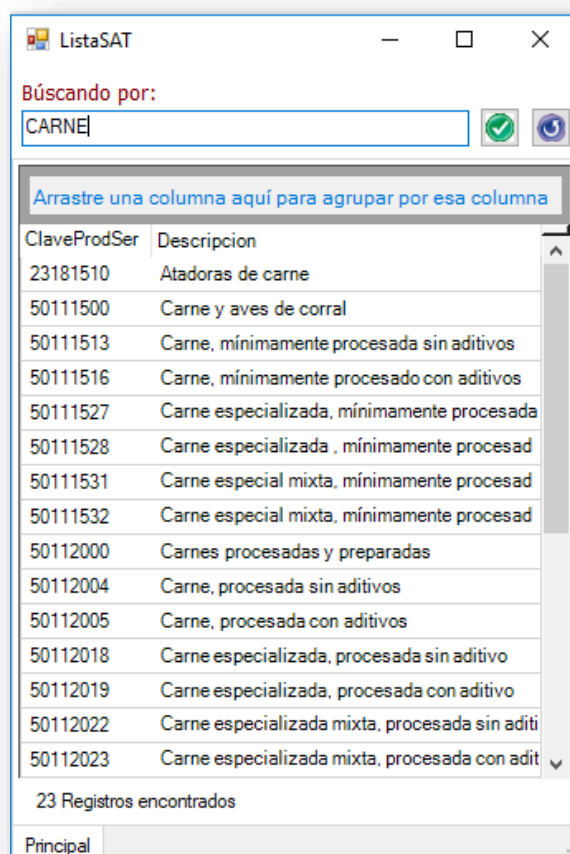 ListaSAT
Búscando por:
CARNE
Arrastre una columna aquí para agrupar por esa columna
ClaveProdSer Descripcion
23181510 Atadoras de carne
50111500 Carne y aves de corral
50111513 Carne, mínimamente procesada sin aditivos
50111516 Carne, mínimamente procesado con aditivos
50111527 Carne especializada, mínimamente procesada
50111528 Carne especializada , mínimamente procesad
50111531 Carne especial mixta, mínimamente procesad
50111532 Carne especial mixta, mínimamente procesad
50112000 Carnes procesadas y preparadas
50112004 Carne, procesada sin aditivos
50112005 Carne, procesada con aditivos
50112018 Carne especializada, procesada sin aditivo
50112019 Carne especializada, procesada con aditivo
50112022 Carne especializada mixta, procesada sin aditi
50112023 Carne especializada mixta, procesada con adit
23 Registros encontrados
Principal